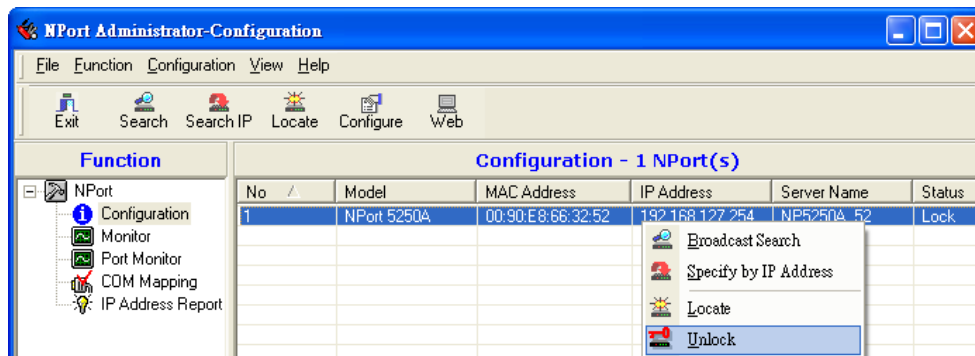 NPort Administrator-Configuration
File Function Configuration View Help
Exit Search Search IP Locate Configure Web
Function
Configuration - 1 NPort(s)
NPort
Configuration
Monitor
Port Monitor
COM Mapping
IP Address Report
No Model MAC Address IP Address Server Name Status
1 NPort 5250A 00:90:E8:66:32:52 192.168.127.254 NP5250A_52 Lock
Broadcast Search
Specify by IP Address
Locate
Unlock